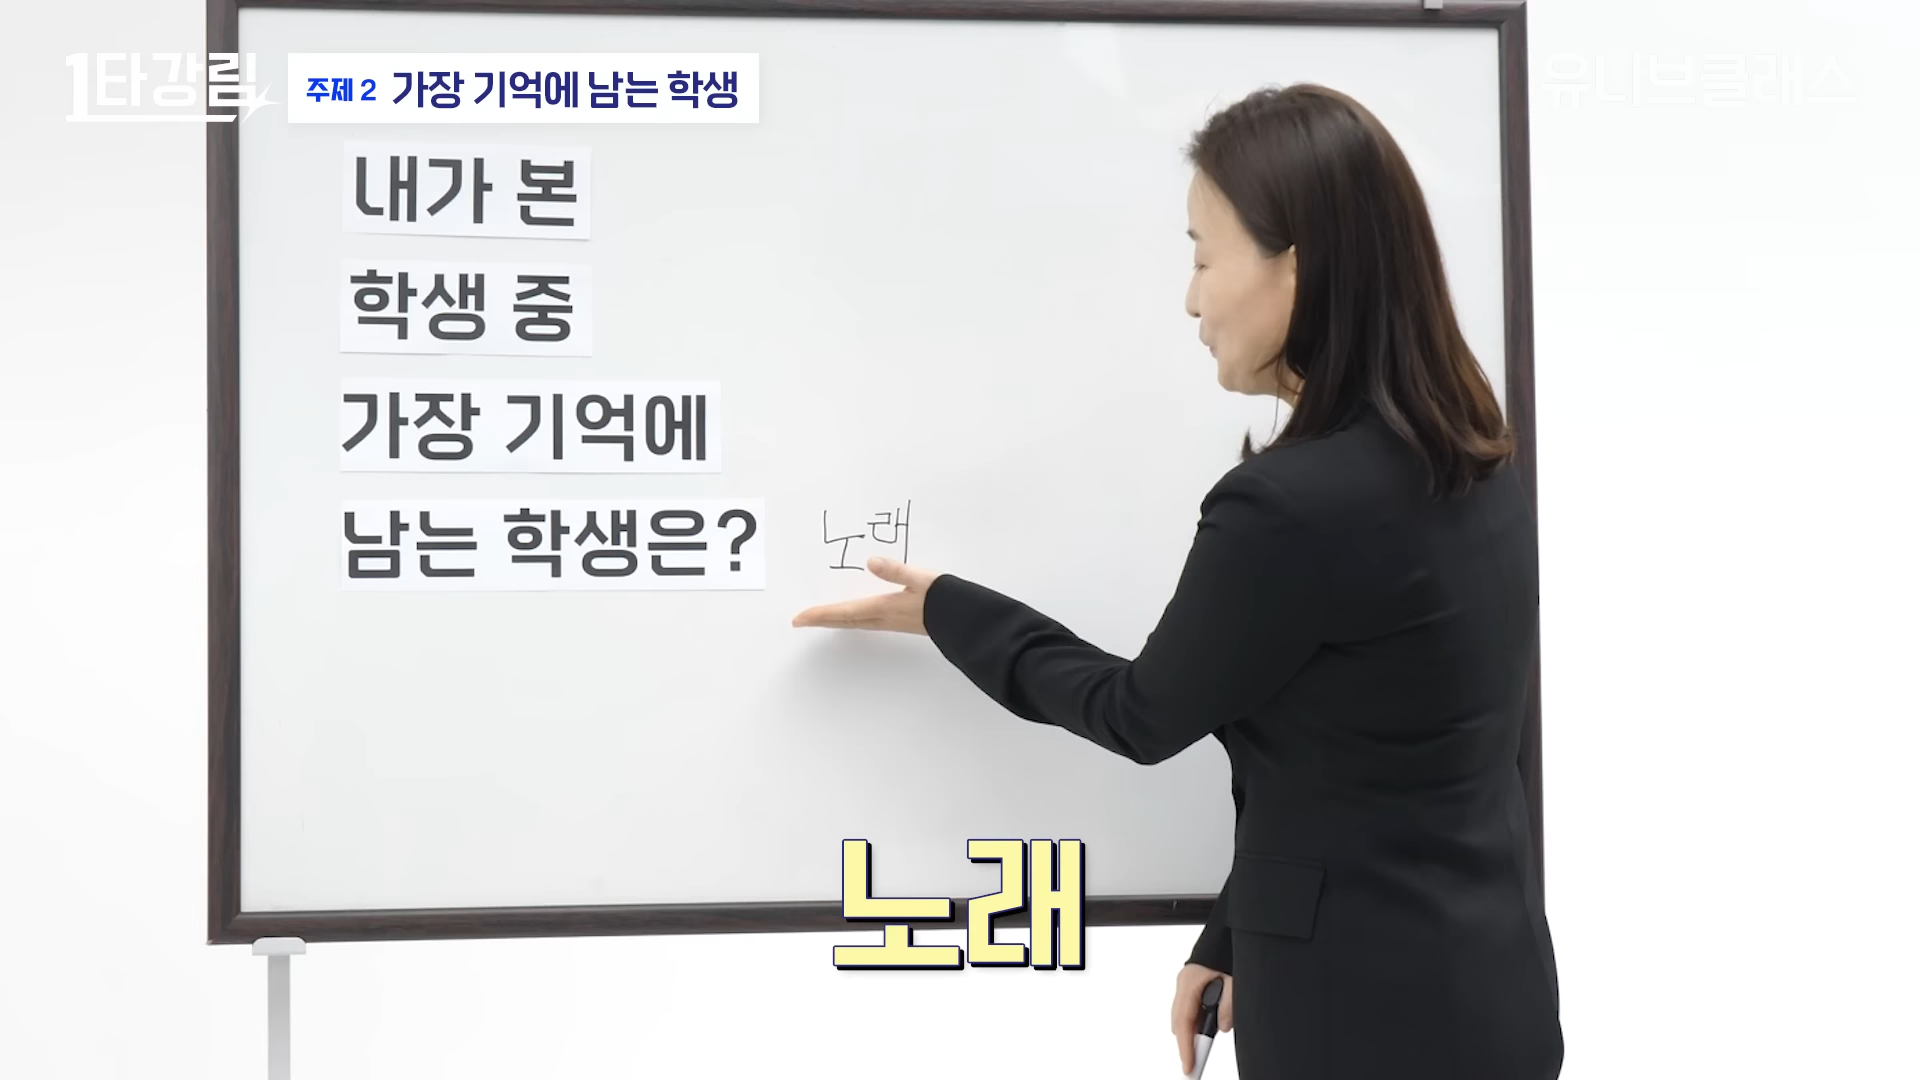 1타강림
주제 2 가장 기억에 남는 학생
유니브클래스
내가 본
학생 중
가장 기억에
남는 학생은?
노래
노래